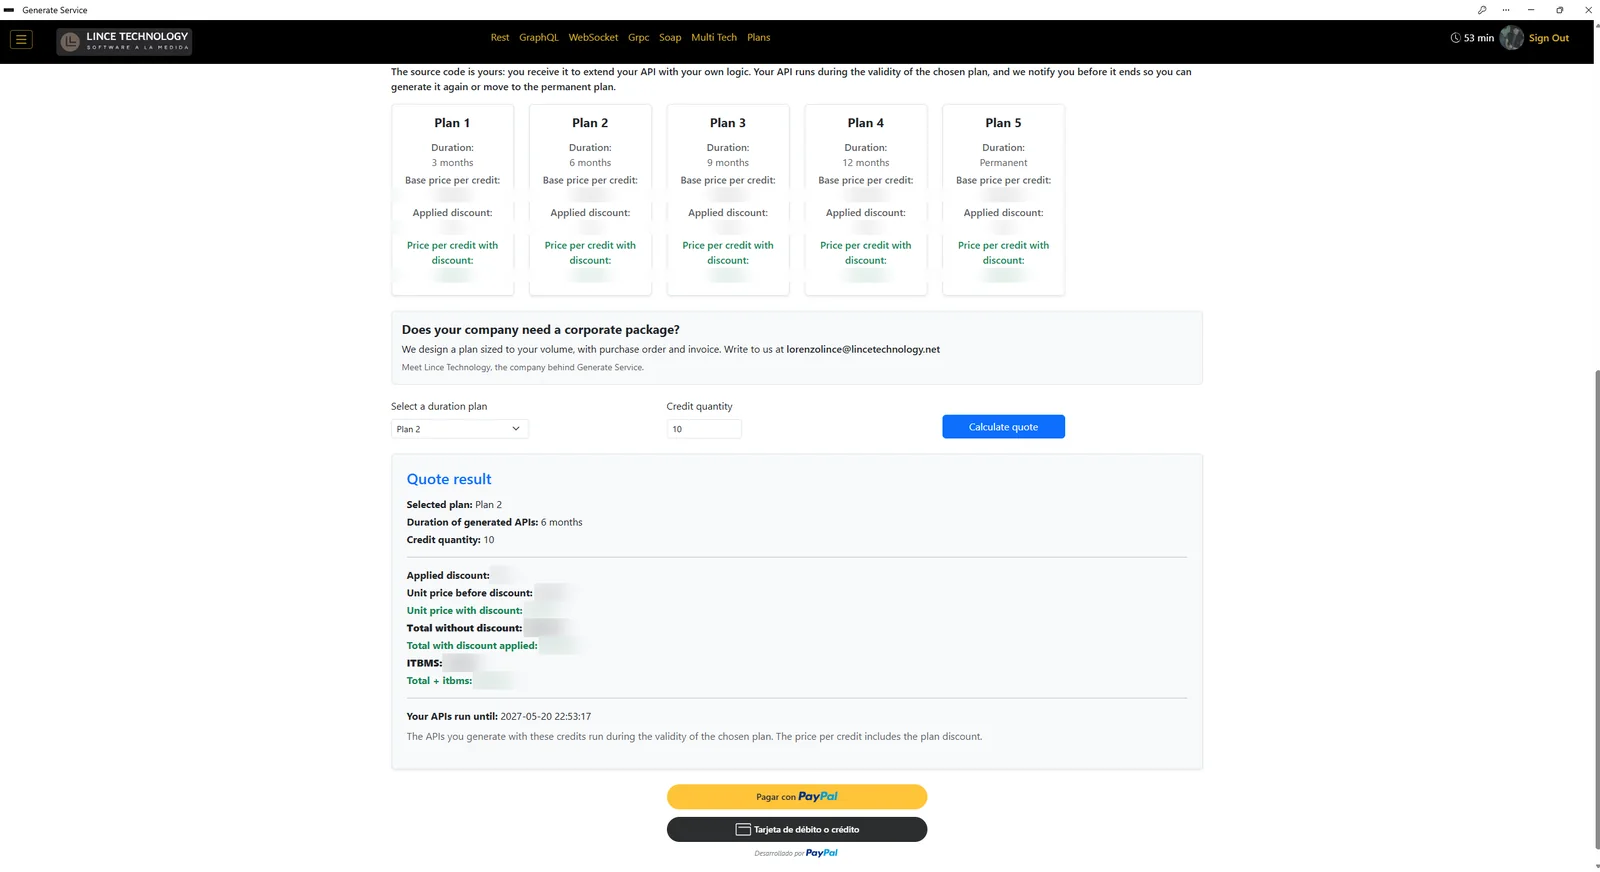 Generate Service
LINCE TECHNOLOGY
SOFTWARE A LA MEDIDA
Rest GraphQL WebSocket Grpc Soap Multi Tech Plans
53 min Sign Out
The source code is yours: you receive it to extend your API with your own logic. Your API runs during the validity of the chosen plan, and we notify you before it ends so you can
generate it again or move to the permanent plan.
Plan 1
Duration:
3 months
Base price per credit:
Applied discount:
Price per credit with
discount:
Plan 2
Duration:
6 months
Base price per credit:
Applied discount:
Price per credit with
discount:
Plan 3
Duration:
9 months
Base price per credit:
Applied discount:
Price per credit with
discount:
Plan 4
Duration:
12 months
Base price per credit:
Applied discount:
Price per credit with
discount:
Plan 5
Duration:
Permanent
Base price per credit:
Applied discount:
Price per credit with
discount:
Does your company need a corporate package?
We design a plan sized to your volume, with purchase order and invoice. Write to us at lorenzolince@lincetechnology.net
Meet Lince Technology, the company behind Generate Service.
Select a duration plan
Plan 2
Credit quantity
10
Calculate quote
Quote result
Selected plan: Plan 2
Duration of generated APIs: 6 months
Credit quantity: 10
Applied discount:
Unit price before discount:
Unit price with discount:
Total without discount:
Total with discount applied:
ITBMS:
Total + itbms:
Your APIs run until: 2027-05-20 22:53:17
The APIs you generate with these credits run during the validity of the chosen plan. The price per credit includes the plan discount.
Pagar con PayPal
Tarjeta de débito o crédito
Desarrollado por PayPal